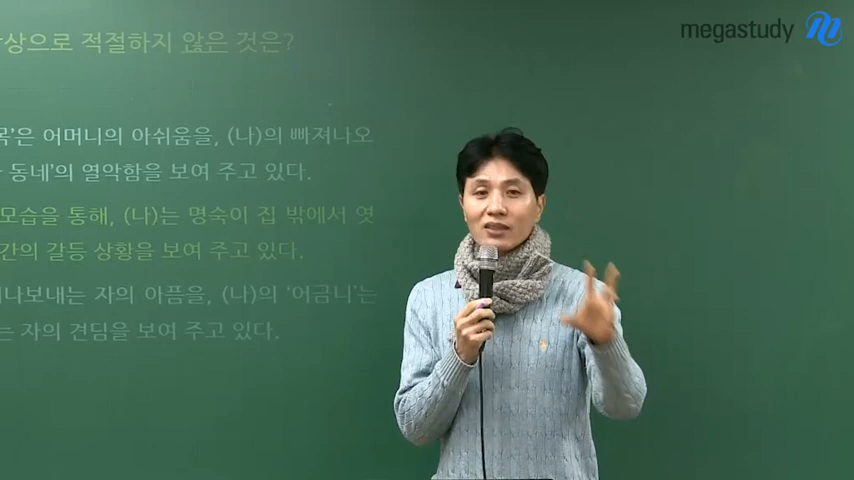 megastudy
상으로 적절하지 않은 것은?
목'은 어머니의 아쉬움을, (나)의 빠져나오
동네'의 열악함을 보여 주고 있다.
모습을 통해, (나)는 명숙이 집 밖에서 엿
간의 갈등 상황을 보여 주고 있다.
나보내는 자의 아픔을, (나)의 '어금니'는
는 자의 견딤을 보여 주고 있다.